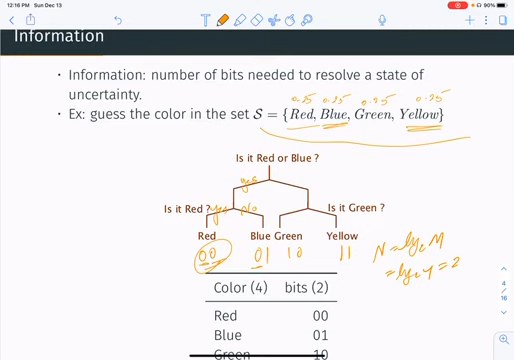 12:16 PM Sun Dec 13
90%
Information
• Information: number of bits needed to resolve a state of
uncertainty.
0.25 0.25 0.25 0.25
• Ex: guess the color in the set S = {Red, Blue, Green, Yellow}
Is it Red or Blue ?
yes
Is it Red ? yes no Is it Green ?
Red Blue Green Yellow
00 01 10 11
N = log₂ M
= log₂ 4 = 2
Color (4) bits (2)
Red 00
Blue 01
Green 10
4
16